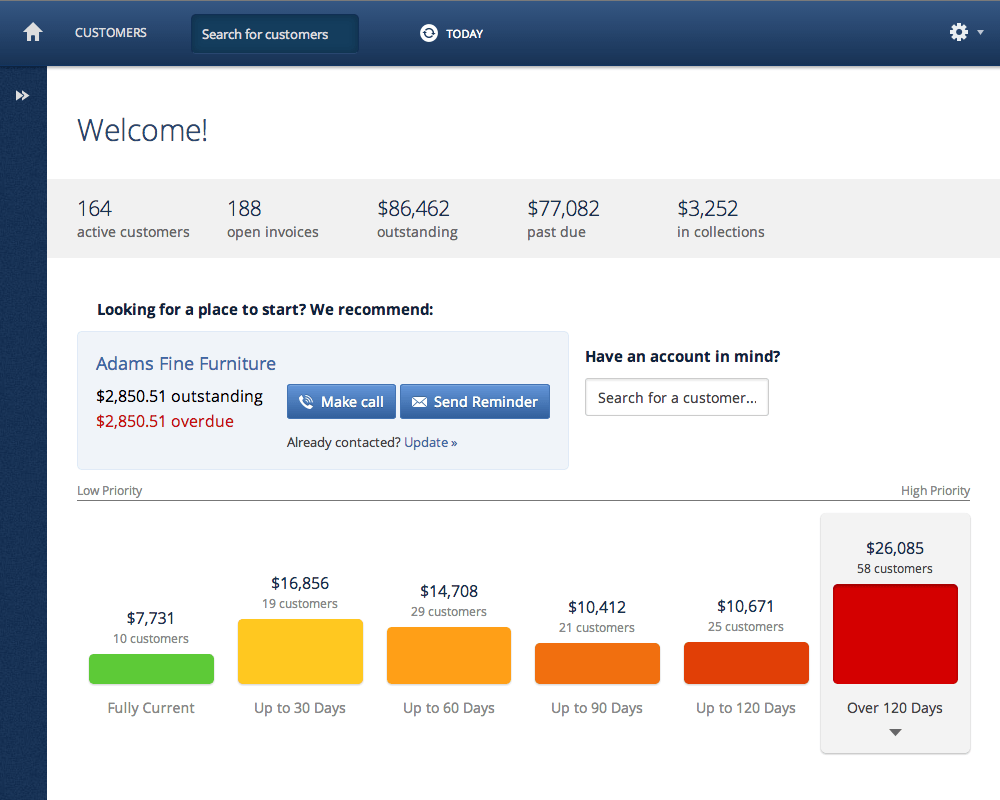 CUSTOMERS
Search for customers
TODAY
Welcome!
164
active customers
188
open invoices
$86,462
outstanding
$77,082
past due
$3,252
in collections
Looking for a place to start? We recommend:
Adams Fine Furniture
$2,850.51 outstanding
$2,850.51 overdue
Make call
Send Reminder
Already contacted? Update »
Have an account in mind?
Search for a customer...
Low Priority
High Priority
$7,731
10 customers
Fully Current
$16,856
19 customers
Up to 30 Days
$14,708
29 customers
Up to 60 Days
$10,412
21 customers
Up to 90 Days
$10,671
25 customers
Up to 120 Days
$26,085
58 customers
Over 120 Days